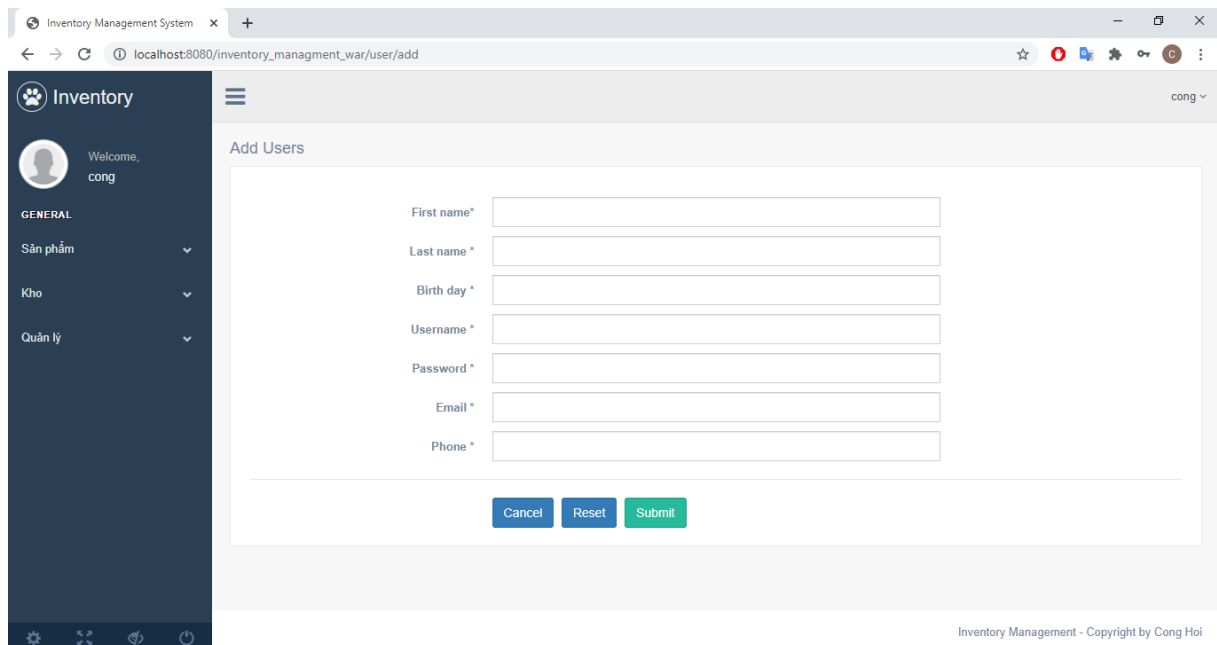 Inventory Management System
localhost:8080/inventory_managment_war/user/add
C
Inventory
cong
Welcome,
cong
GENERAL
Sản phẩm
Kho
Quản lý
Add Users
First name*
Last name *
Birth day *
Username *
Password *
Email *
Phone *
Cancel Reset Submit
Inventory Management - Copyright by Cong Hoi